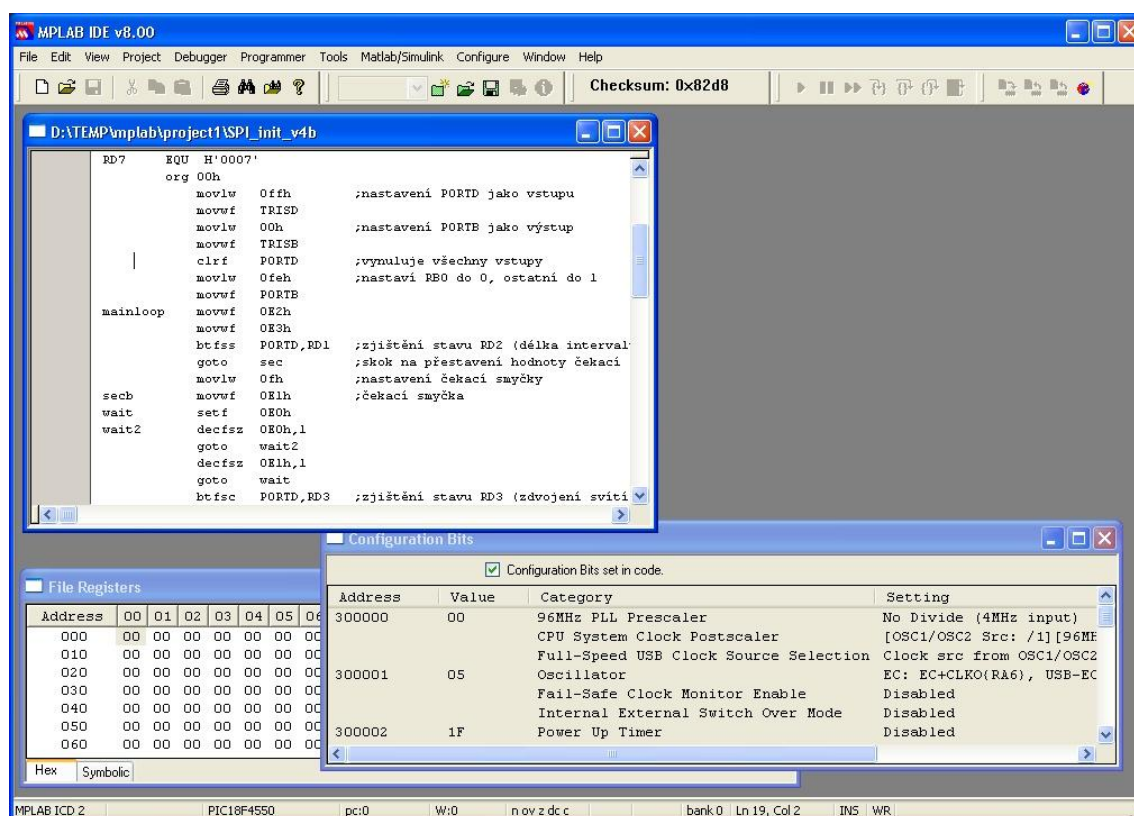 MPLAB IDE v8.00
File Edit View Project Debugger Programmer Tools Matlab/Simulink Configure Window Help
Checksum: 0x82d8
D:\TEMP\mplab\project1\SPI_init_v4b
RD7 EQU H'0007'
org 00h
movlw 0ffh ;nastavení PORTD jako vstupu
movwf TRISD
movlw 00h ;nastavení PORTB jako výstup
movwf TRISB
clrf PORTD ;vynuluje všechny vstupy
movlw 0feh ;nastaví RB0 do 0, ostatní do 1
movwf PORTB
mainloop movwf 0E2h
movwf 0E3h
btfss PORTD,RD1 ;zjištění stavu RD2 (délka interval
goto sec ;skok na přestavení hodnoty čekací
movlw 0fh ;nastavení čekací smyčky
secb movwf 0E1h ;čekací smyčka
wait setf 0E0h
wait2 decfsz 0E0h,1
goto wait2
decfsz 0E1h,1
goto wait
btfsc PORTD,RD3 ;zjištění stavu RD3 (zdvojení svítí
Configuration Bits
Configuration Bits set in code.
Address Value Category Setting
300000 00 96MHz PLL Prescaler No Divide (4MHz input)
CPU System Clock Postscaler [OSC1/OSC2 Src: /1][96MH
Full-Speed USB Clock Source Selection Clock src from OSC1/OSC2
300001 05 Oscillator EC: EC+CLKO(RA6), USB-EC
Fail-Safe Clock Monitor Enable Disabled
Internal External Switch Over Mode Disabled
300002 1F Power Up Timer Disabled
File Registers
Address 00 01 02 03 04 05 06
000 00 00 00 00 00 00 00
010 00 00 00 00 00 00 00
020 00 00 00 00 00 00 00
030 00 00 00 00 00 00 00
040 00 00 00 00 00 00 00
050 00 00 00 00 00 00 00
060 00 00 00 00 00 00 00
Hex Symbolic
MPLAB ICD 2 PIC18F4550 pc:0 W:0 n ov z dc c bank 0 Ln 19, Col 2 INS WR